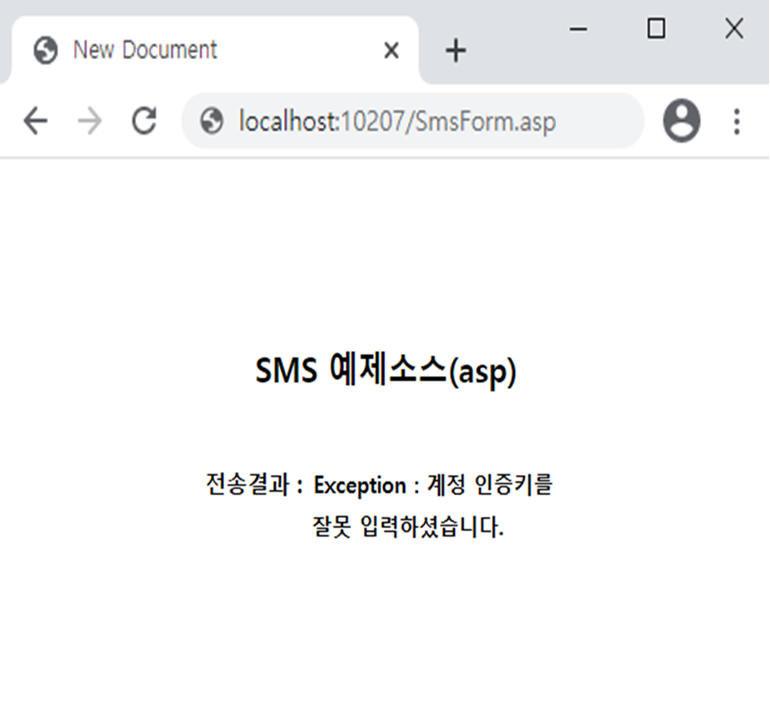 New Document
localhost:10207/SmsForm.asp
SMS 예제소스(asp)
전송결과 : Exception : 계정 인증키를
잘못 입력하셨습니다.